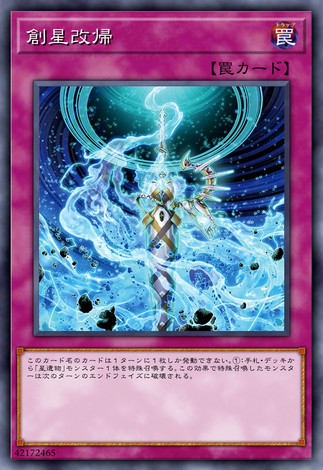 創星改帰
トラップ
罠
【罠カード】
このカード名のカードは１ターンに１枚しか発動できない。①：手札・デッキ
から「星遺物」モンスター１体を特殊召喚する。この効果で特殊召喚したモンスタ
ーは次のターンのエンドフェイズに破壊される。
42172465